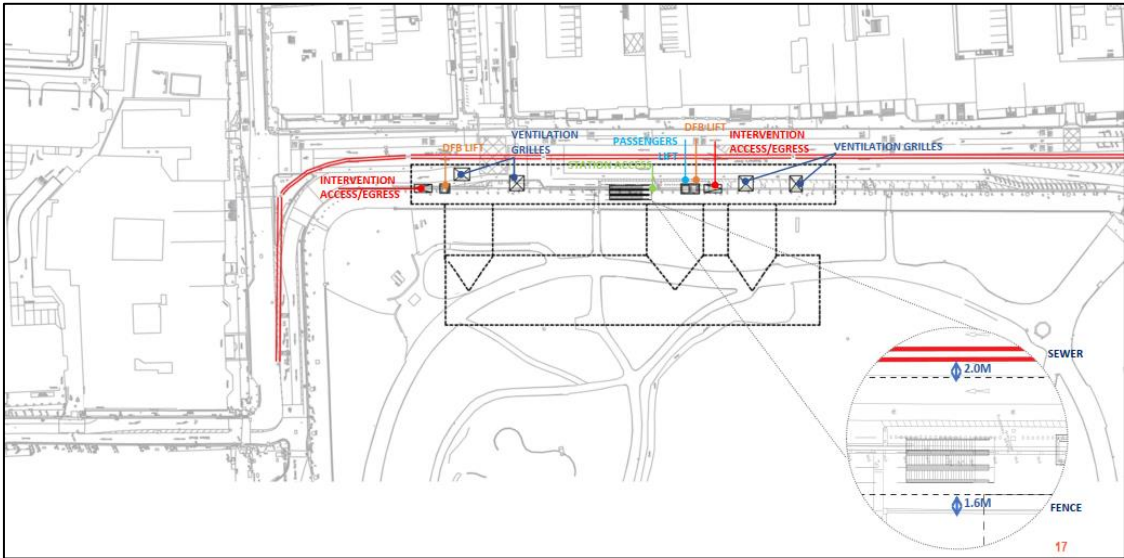 DFB LIFT
VENTILATION
GRILLES
PASSENGERS
LIFT
DFB LIFT
INTERVENTION
ACCESS/EGRESS
VENTILATION GRILLES
STATION ACCESS
INTERVENTION
ACCESS/EGRESS
SEWER
2.0M
1.6M
FENCE
17